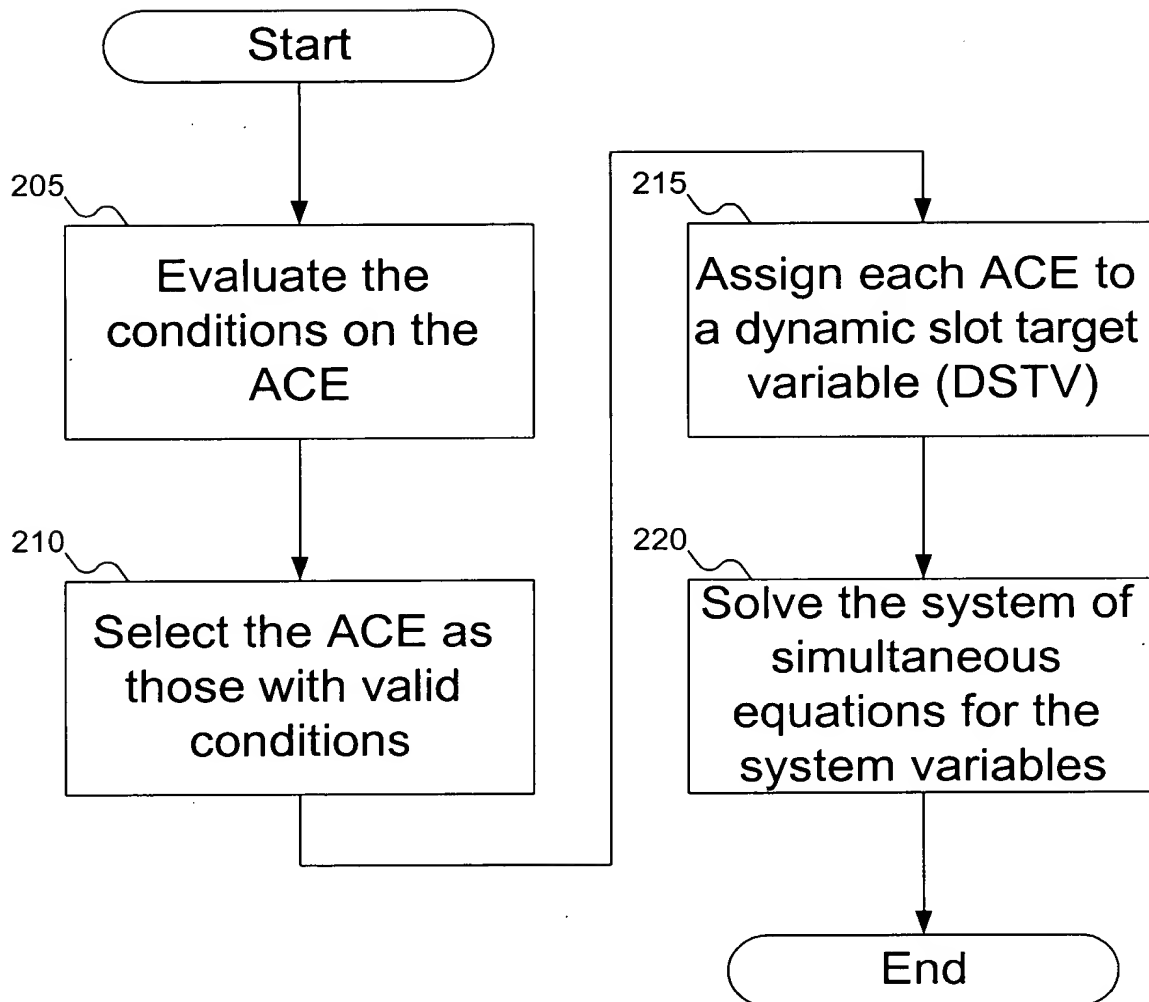 Start
205
Evaluate the
conditions on the
ACE
210
Select the ACE as
those with valid
conditions
215
Assign each ACE to
a dynamic slot target
variable (DSTV)
220
Solve the system of
simultaneous
equations for the
system variables
End